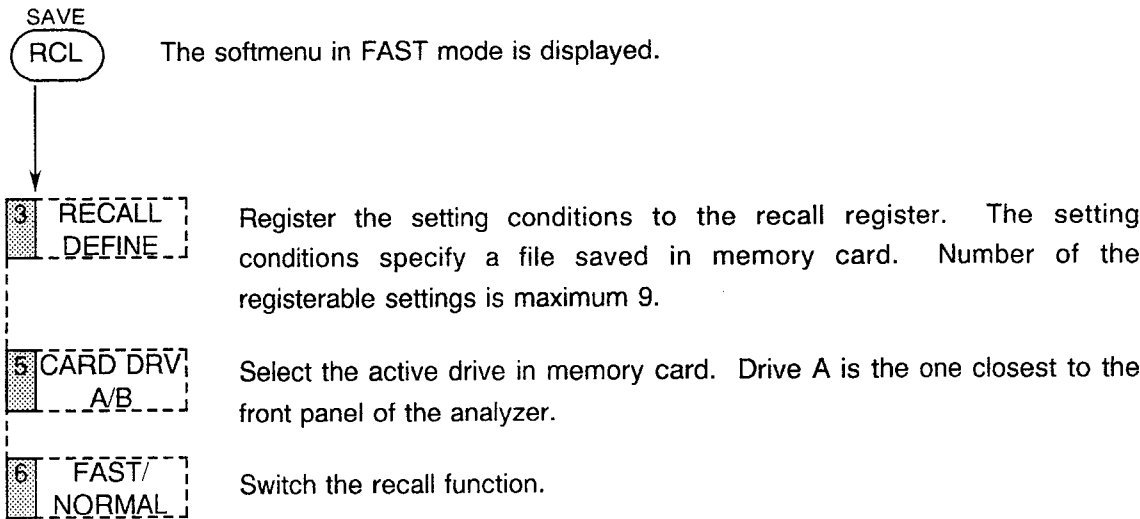 SAVE
RCL The softmenu in FAST mode is displayed.
3 RECALL DEFINE
Register the setting conditions to the recall register. The setting
conditions specify a file saved in memory card. Number of the
registerable settings is maximum 9.
5 CARD DRV A/B
Select the active drive in memory card. Drive A is the one closest to the
front panel of the analyzer.
6 FAST/ NORMAL
Switch the recall function.